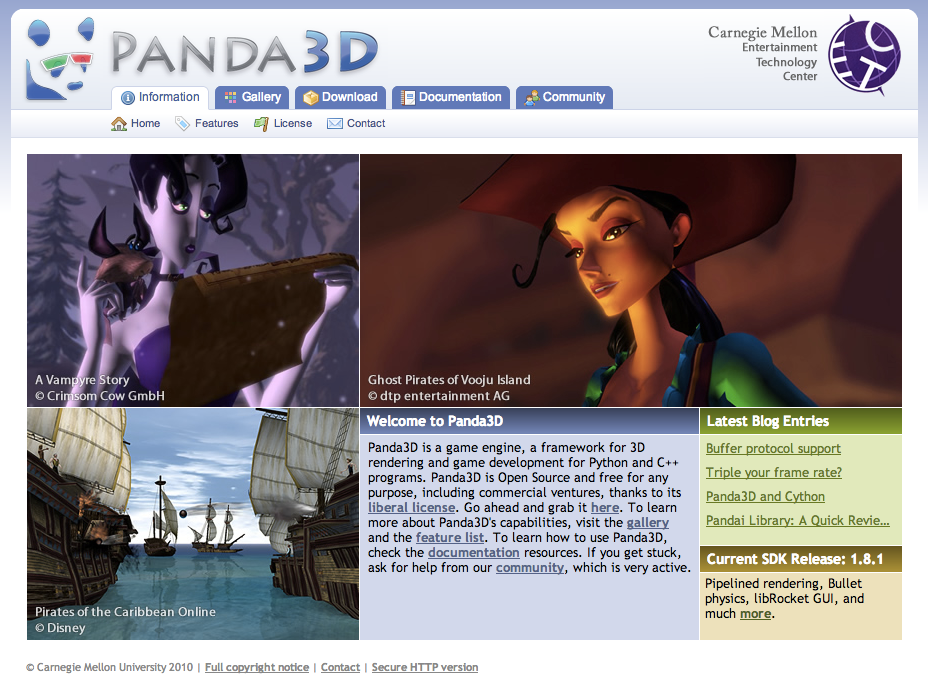 PANDA3D
Carnegie Mellon
Entertainment
Technology
Center
Information
Gallery
Download
Documentation
Community
Home
Features
License
Contact
A Vampyre Story
© Crimsom Cow GmbH
Ghost Pirates of Vooju Island
© dtp entertainment AG
Pirates of the Caribbean Online
© Disney
Welcome to Panda3D
Panda3D is a game engine, a framework for 3D
rendering and game development for Python and C++
programs. Panda3D is Open Source and free for any
purpose, including commercial ventures, thanks to its
liberal license. Go ahead and grab it here. To learn
more about Panda3D's capabilities, visit the gallery
and the feature list. To learn how to use Panda3D,
check the documentation resources. If you get stuck,
ask for help from our community, which is very active.
Latest Blog Entries
Buffer protocol support
Triple your frame rate?
Panda3D and Cython
Pandai Library: A Quick Revie...
Current SDK Release: 1.8.1
Pipelined rendering, Bullet
physics, libRocket GUI, and
much more.
© Carnegie Mellon University 2010 | Full copyright notice | Contact | Secure HTTP version